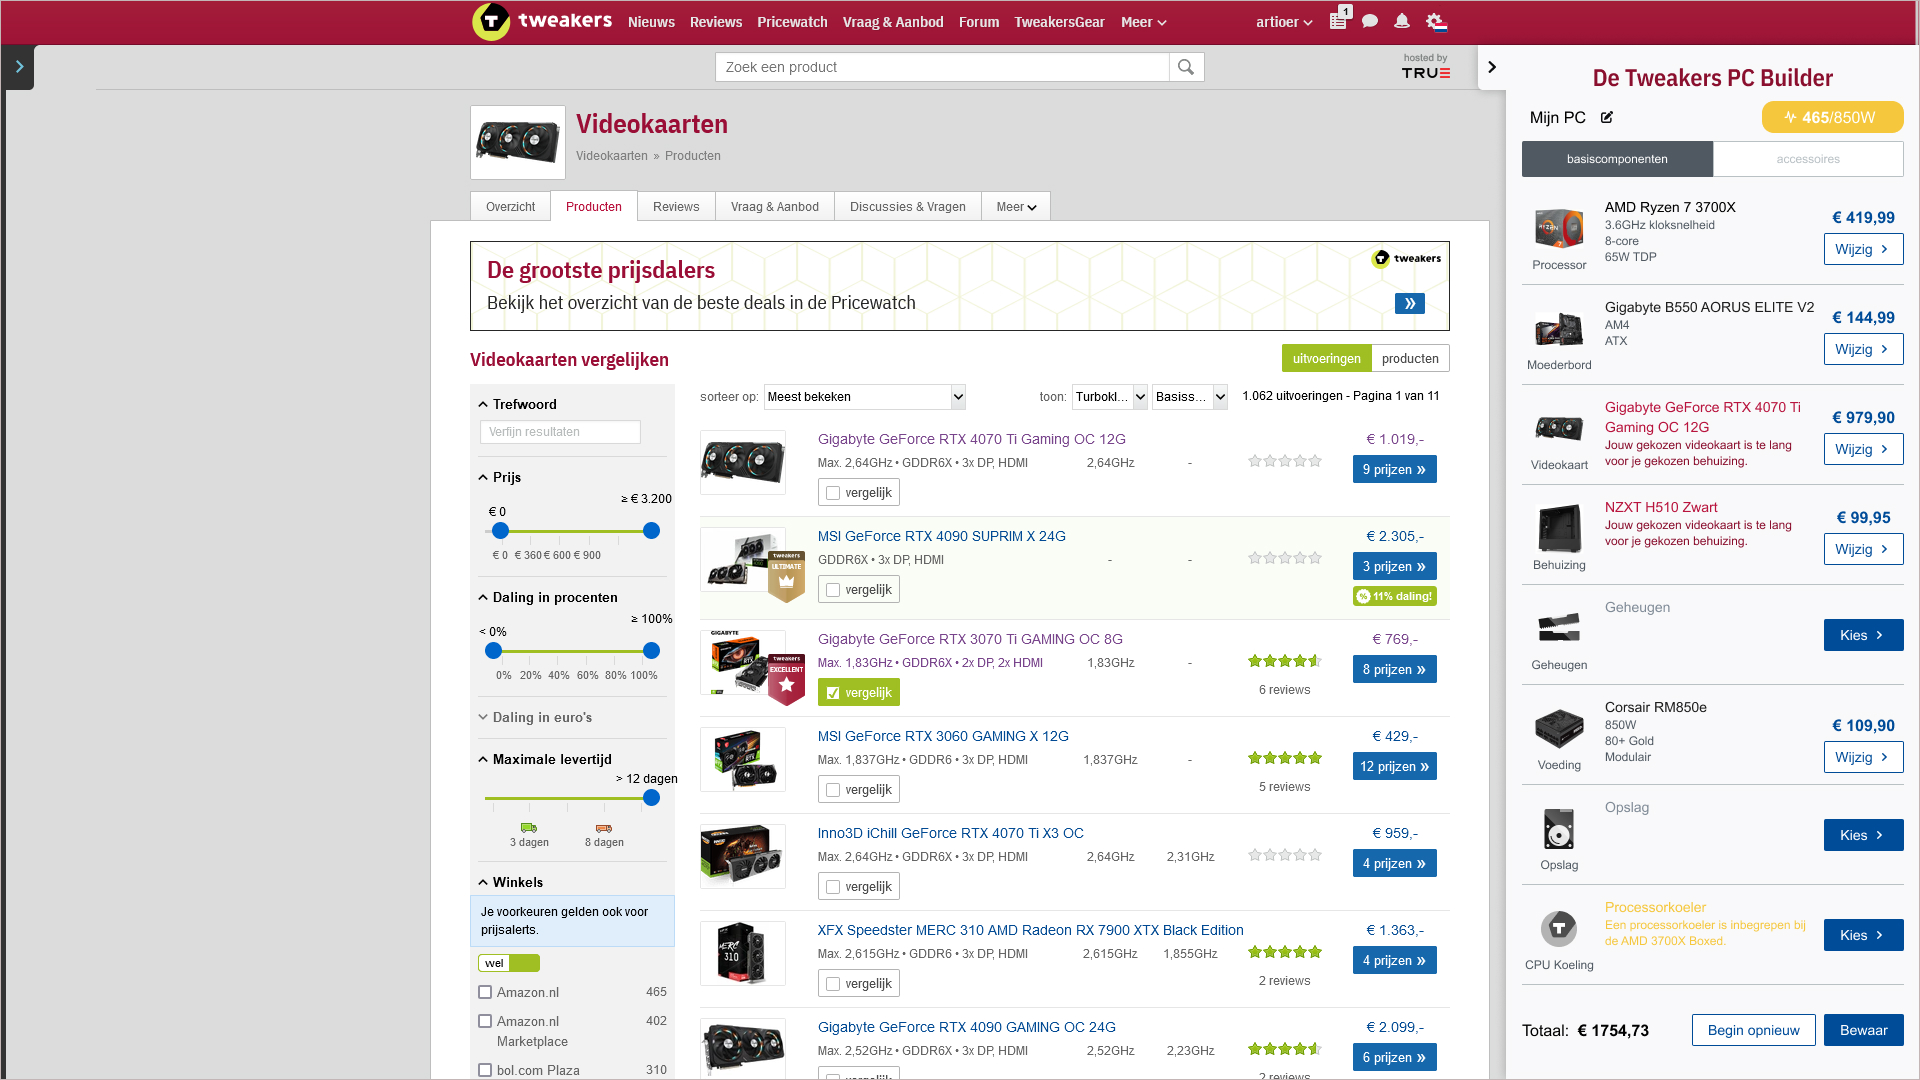 tweakers Nieuws Reviews Pricewatch Vraag & Aanbod Forum TweakersGear Meer artioer 1
Zoek een product
hosted by
TRUE
Videokaarten
Videokaarten » Producten
Overzicht Producten Reviews Vraag & Aanbod Discussies & Vragen Meer
De grootste prijsdalers
tweakers
Bekijk het overzicht van de beste deals in de Pricewatch
Videokaarten vergelijken
uitvoeringen producten
sorteer op: Meest bekeken toon: Turbokl... Basiss... 1.062 uitvoeringen - Pagina 1 van 11
Trefwoord
Verfijn resultaten
Prijs
≥ € 3.200
€ 0
€ 0 € 360 € 600 € 900
Daling in procenten
≥ 100%
< 0%
0% 20% 40% 60% 80% 100%
Daling in euro's
Maximale levertijd
> 12 dagen
3 dagen 8 dagen
Winkels
Je voorkeuren gelden ook voor
prijsalerts.
wel
Amazon.nl 465
Amazon.nl 402
Marketplace
bol.com Plaza 310
Gigabyte GeForce RTX 4070 Ti Gaming OC 12G € 1.019,-
Max. 2,64GHz • GDDR6X • 3x DP, HDMI 2,64GHz -
9 prijzen »
vergelijk
MSI GeForce RTX 4090 SUPRIM X 24G € 2.305,-
GDDR6X • 3x DP, HDMI - -
tweakers
ULTIMATE
3 prijzen »
vergelijk
11% daling!
GIGABYTE
RTX
Gigabyte GeForce RTX 3070 Ti GAMING OC 8G € 769,-
Max. 1,83GHz • GDDR6X • 2x DP, 2x HDMI 1,83GHz -
tweakers
EXCELLENT
8 prijzen »
vergelijk
6 reviews
MSI GeForce RTX 3060 GAMING X 12G € 429,-
Max. 1,837GHz • GDDR6 • 3x DP, HDMI 1,837GHz -
12 prijzen »
vergelijk
5 reviews
Inno3D iChill GeForce RTX 4070 Ti X3 OC € 959,-
Max. 2,64GHz • GDDR6X • 3x DP, HDMI 2,64GHz 2,31GHz
4 prijzen »
vergelijk
MERC
310
XFX Speedster MERC 310 AMD Radeon RX 7900 XTX Black Edition € 1.363,-
Max. 2,615GHz • GDDR6 • 3x DP, HDMI 2,615GHz 1,855GHz
4 prijzen »
vergelijk
2 reviews
Gigabyte GeForce RTX 4090 GAMING OC 24G € 2.099,-
Max. 2,52GHz • GDDR6X • 3x DP, HDMI 2,52GHz 2,23GHz
6 prijzen »
vergelijk
2 reviews
De Tweakers PC Builder
Mijn PC 465/850W
basiscomponenten accessoires
RYZEN
7
Processor
AMD Ryzen 7 3700X
3.6GHz kloksnelheid
8-core
65W TDP
€ 419,99
Wijzig
Moederbord
Gigabyte B550 AORUS ELITE V2
AM4
ATX
€ 144,99
Wijzig
Videokaart
Gigabyte GeForce RTX 4070 Ti
Gaming OC 12G
Jouw gekozen videokaart is te lang
voor je gekozen behuizing.
€ 979,90
Wijzig
Behuizing
NZXT H510 Zwart
Jouw gekozen videokaart is te lang
voor je gekozen behuizing.
€ 99,95
Wijzig
Geheugen
Geheugen
Kies
Voeding
Corsair RM850e
850W
80+ Gold
Modulair
€ 109,90
Wijzig
Opslag
Opslag
Kies
CPU Koeling
Processorkoeler
Een processorkoeler is inbegrepen bij
de AMD 3700X Boxed.
Kies
Totaal: € 1754,73 Begin opnieuw Bewaar